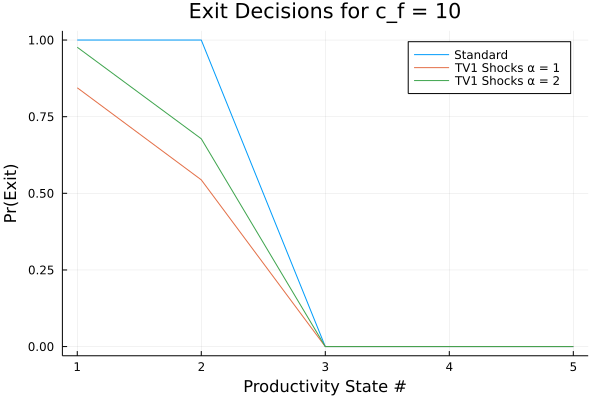 Exit Decisions for c_f = 10
Standard
TV1 Shocks α = 1
TV1 Shocks α = 2
Pr(Exit)
1.00
0.75
0.50
0.25
0.00
1 2 3 4 5
Productivity State #